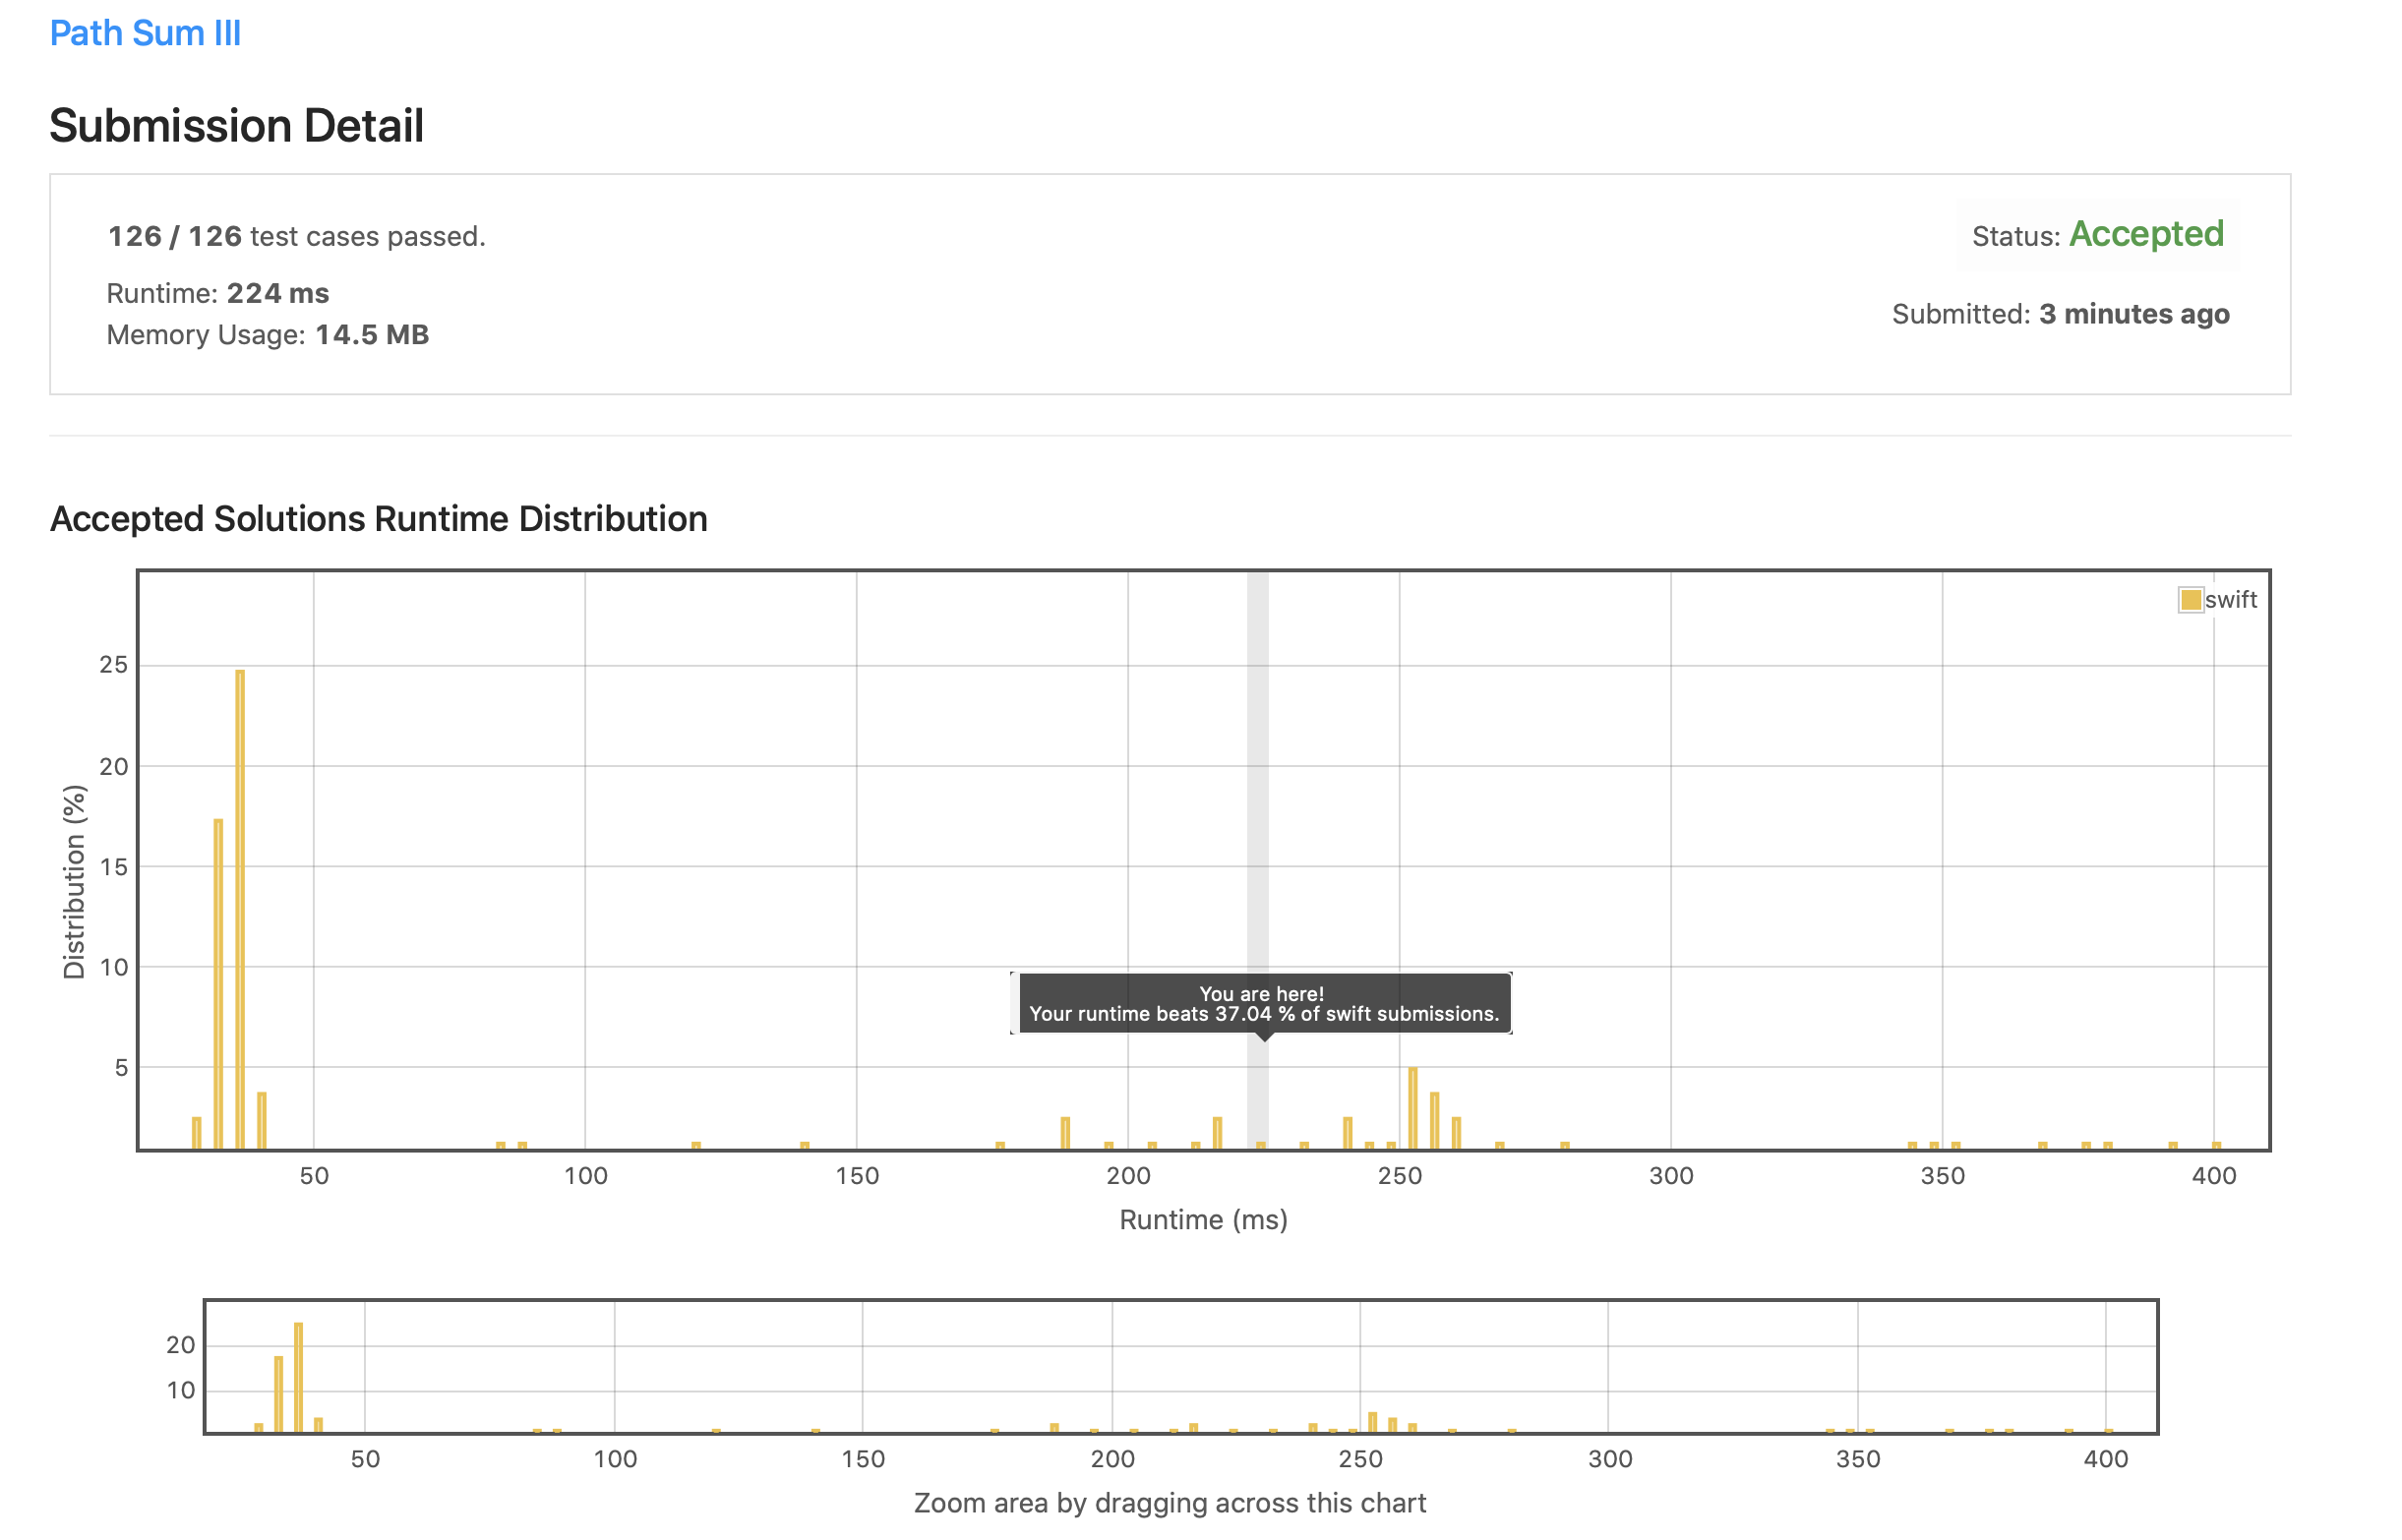 Path Sum III
Submission Detail
126 / 126 test cases passed.
Status: Accepted
Runtime: 224 ms
Submitted: 3 minutes ago
Memory Usage: 14.5 MB
Accepted Solutions Runtime Distribution
swift
25
20
15
10
5
Distribution (%)
You are here!
Your runtime beats 37.04 % of swift submissions.
50 100 150 200 250 300 350 400
Runtime (ms)
20
10
50 100 150 200 250 300 350 400
Zoom area by dragging across this chart